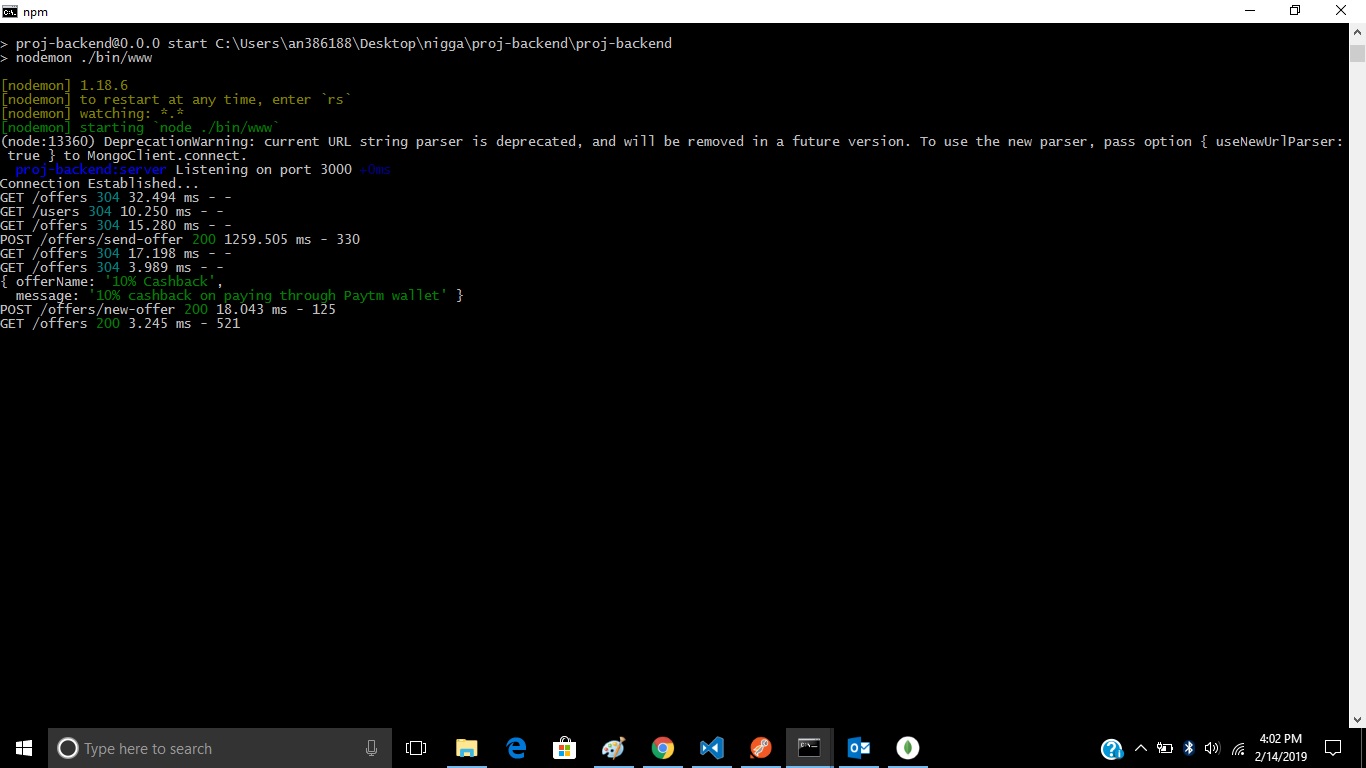 npm
> proj-backend@0.0.0 start C:\Users\an386188\Desktop\nigga\proj-backend\proj-backend
> nodemon ./bin/www
[nodemon] 1.18.6
[nodemon] to restart at any time, enter `rs`
[nodemon] watching: *.*
[nodemon] starting `node ./bin/www`
(node:13360) DeprecationWarning: current URL string parser is deprecated, and will be removed in a future version. To use the new parser, pass option { useNewUrlParser:
 true } to MongoClient.connect.
  proj-backend:server Listening on port 3000 +0ms
Connection Established...
GET /offers 304 32.494 ms - -
GET /users 304 10.250 ms - -
GET /offers 304 15.280 ms - -
POST /offers/send-offer 200 1259.505 ms - 330
GET /offers 304 17.198 ms - -
GET /offers 304 3.989 ms - -
{ offerName: '10% Cashback',
  message: '10% cashback on paying through Paytm wallet' }
POST /offers/new-offer 200 18.043 ms - 125
GET /offers 200 3.245 ms - 521
Type here to search
4:02 PM
2/14/2019